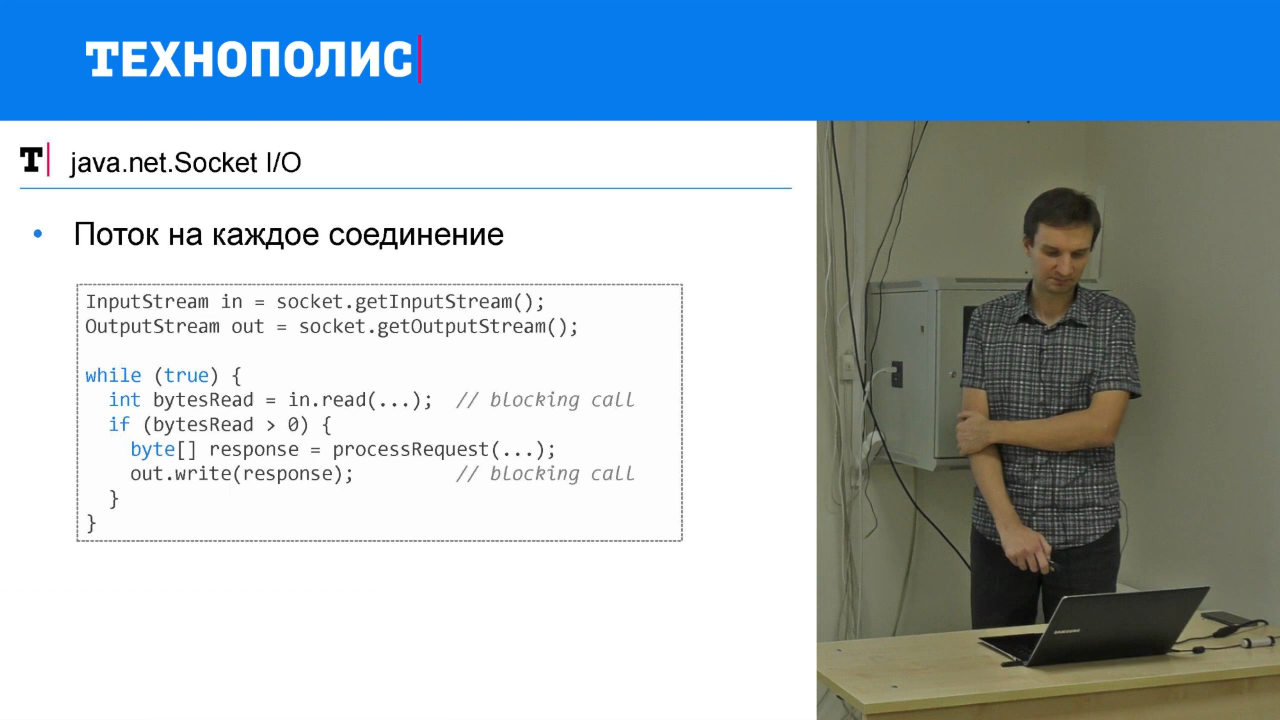 ТЕХНОПОЛИС
T java.net.Socket I/O
• Поток на каждое соединение
InputStream in = socket.getInputStream();
OutputStream out = socket.getOutputStream();
while (true) {
int bytesRead = in.read(...); // blocking call
if (bytesRead > 0) {
byte[] response = processRequest(...);
out.write(response); // blocking call
}
}
SAMSUNG